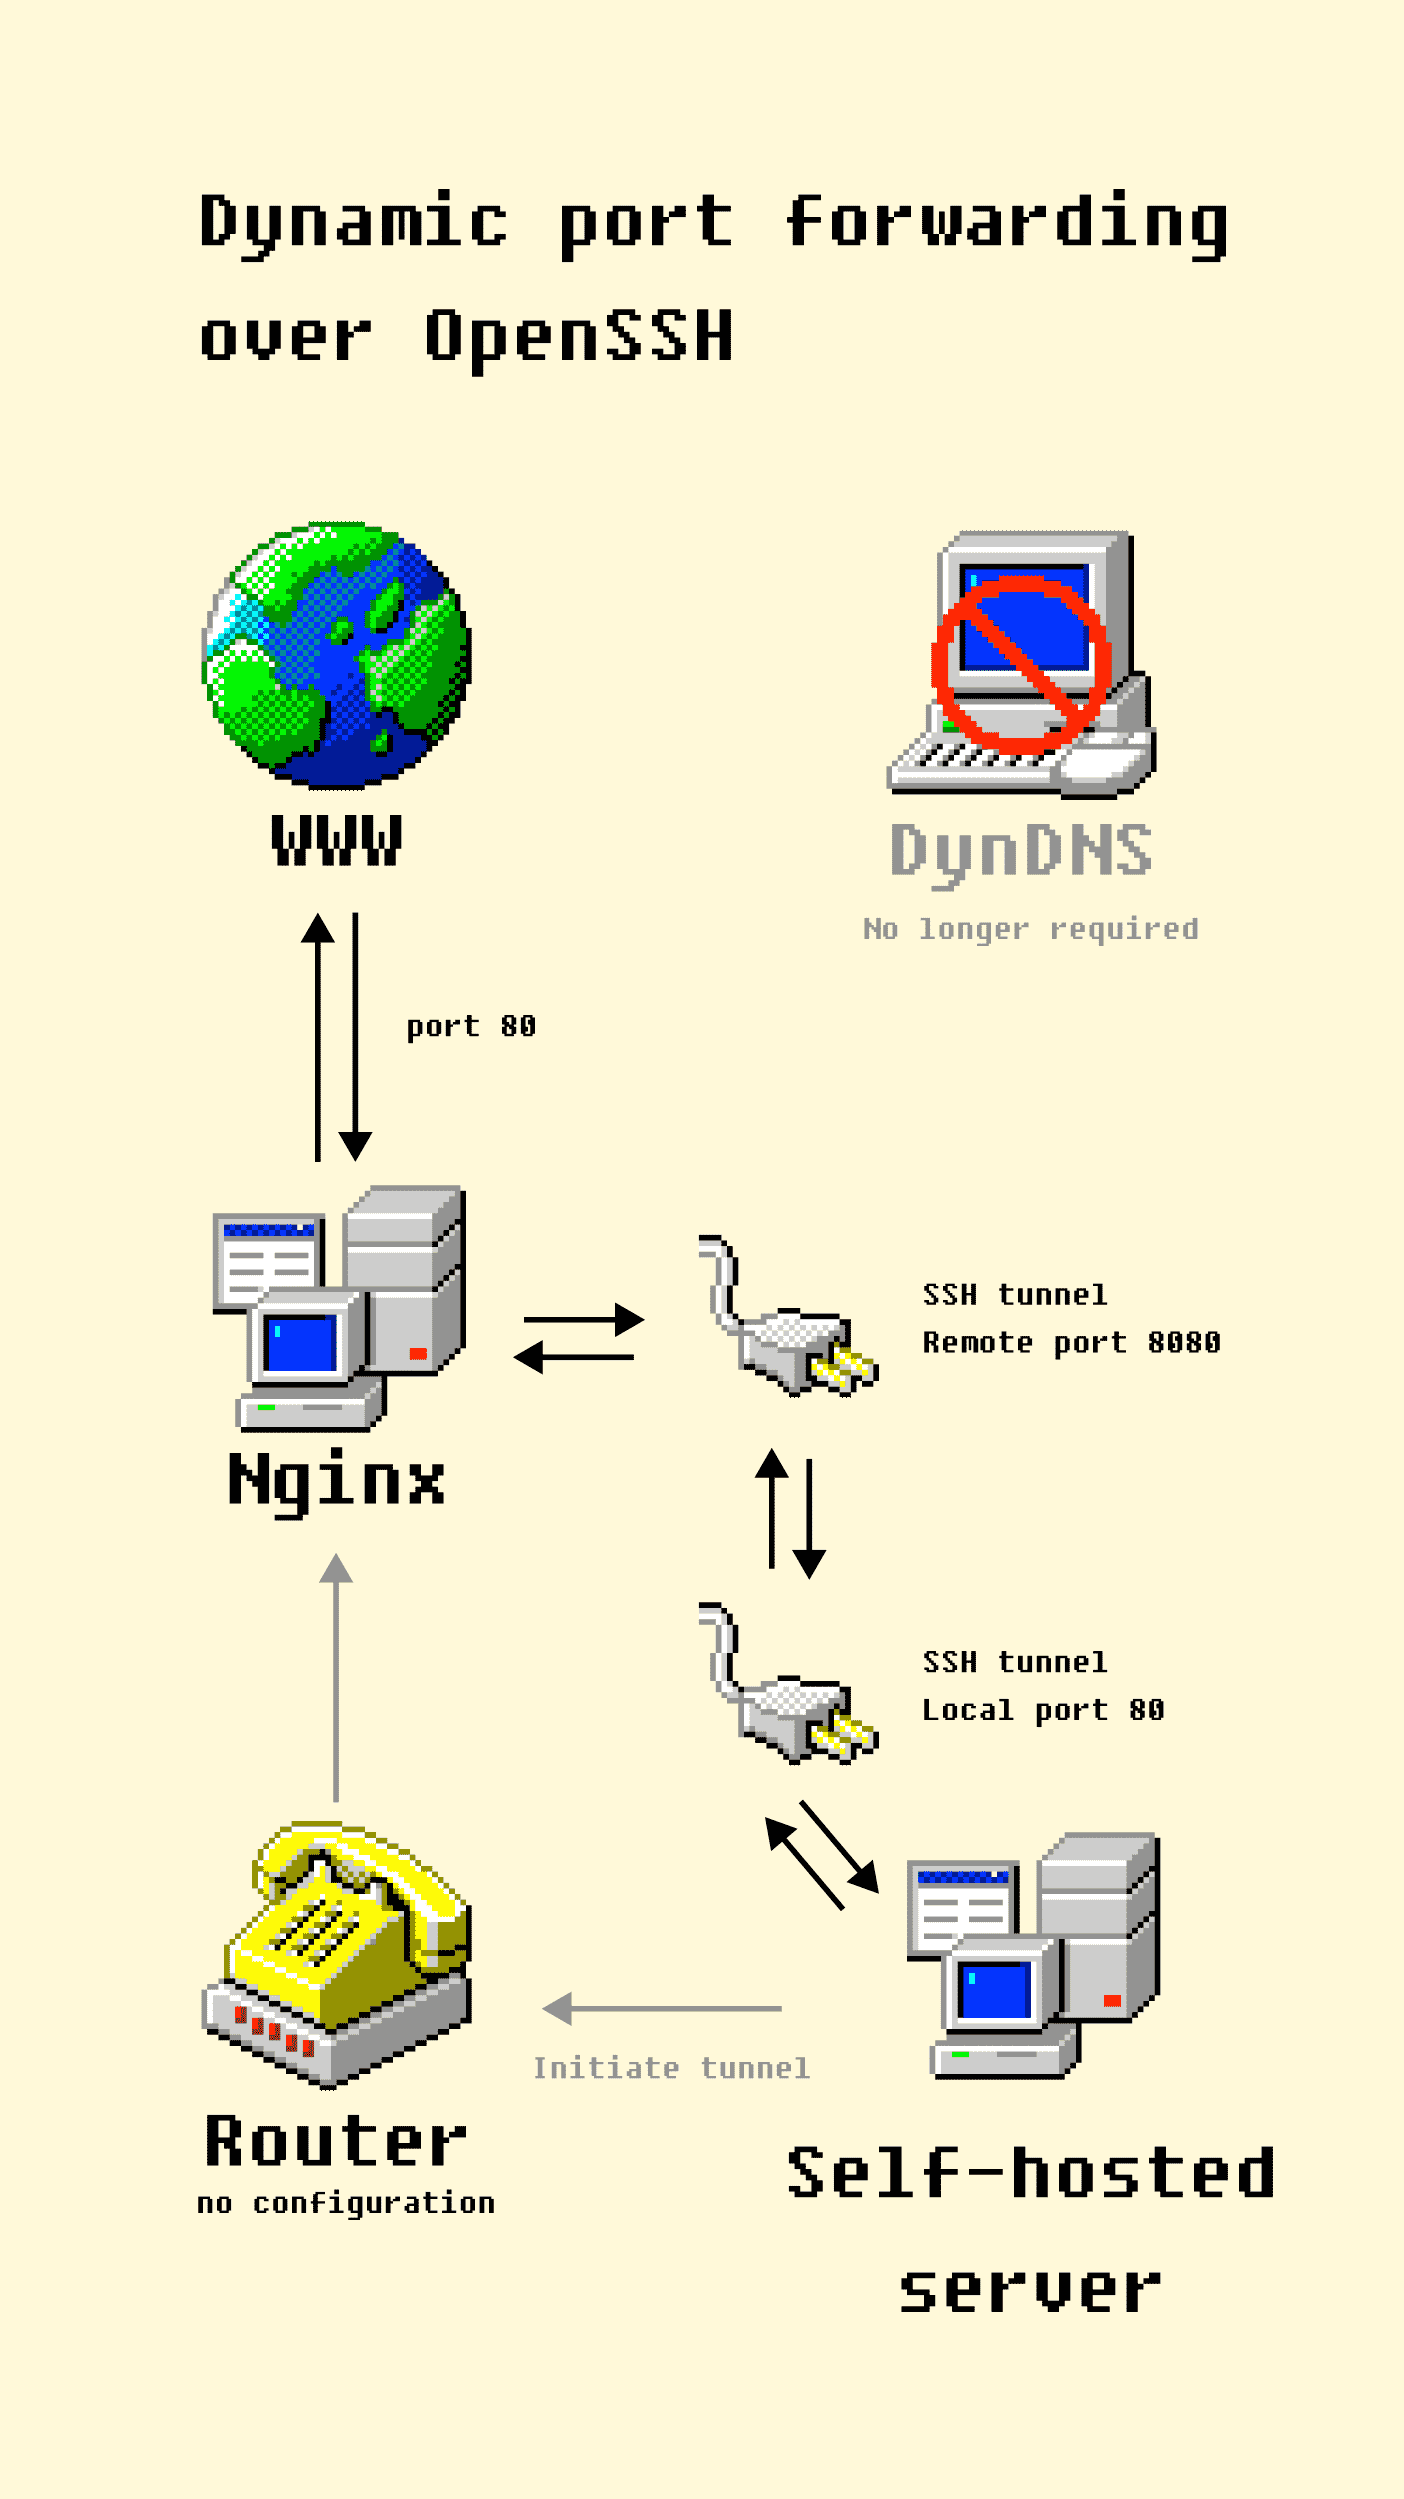 Dynamic port forwarding
over OpenSSH
WWW
DynDNS
No longer required
port 80
SSH tunnel
Remote port 8080
Nginx
SSH tunnel
Local port 80
Initiate tunnel
Router
no configuration
Self-hosted
server